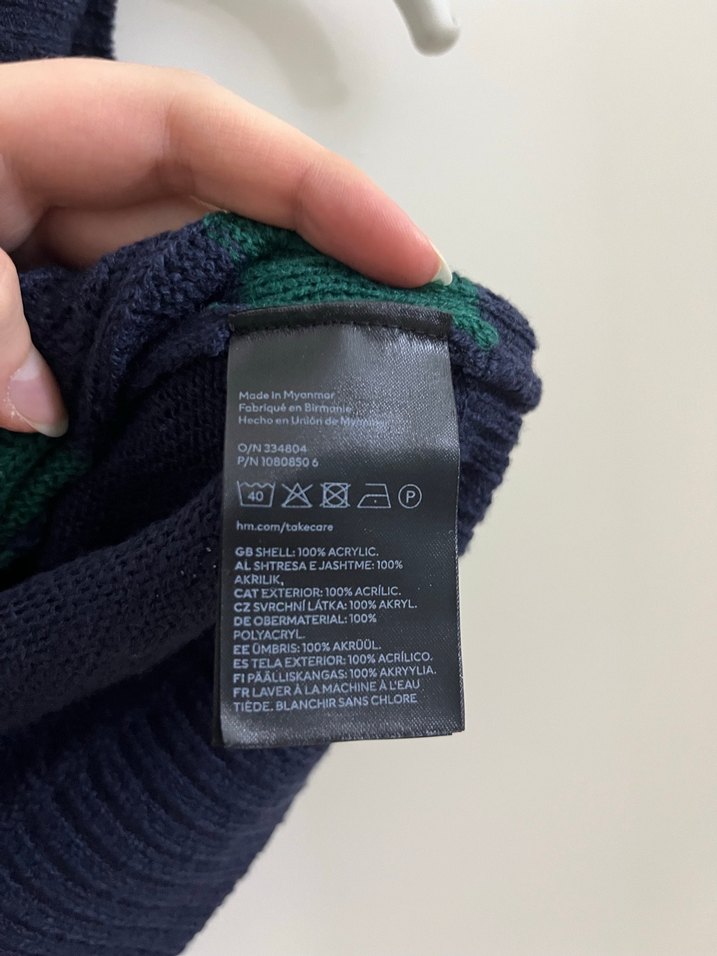 Made in Myanmar
Fabriqué en Birmanie
Hecho en Unión de Myanmar
O/N 334804
P/N 1080850 6
40 P
hm.com/takecare
GB SHELL: 100% ACRYLIC.
AL SHTRESA E JASHTME: 100%
AKRILIK,
CAT EXTERIOR: 100% ACRÍLIC.
CZ SVRCHNÍ LÁTKA: 100% AKRYL.
DE OBERMATERIAL: 100%
POLYACRYL.
EE ÜMBRIS: 100% AKRÜÜL.
ES TELA EXTERIOR: 100% ACRÍLICO.
FI PÄÄLLISKANGAS: 100% AKRYYLIA.
FR LAVER À LA MACHINE À L'EAU
TIÈDE. BLANCHIR SANS CHLORE